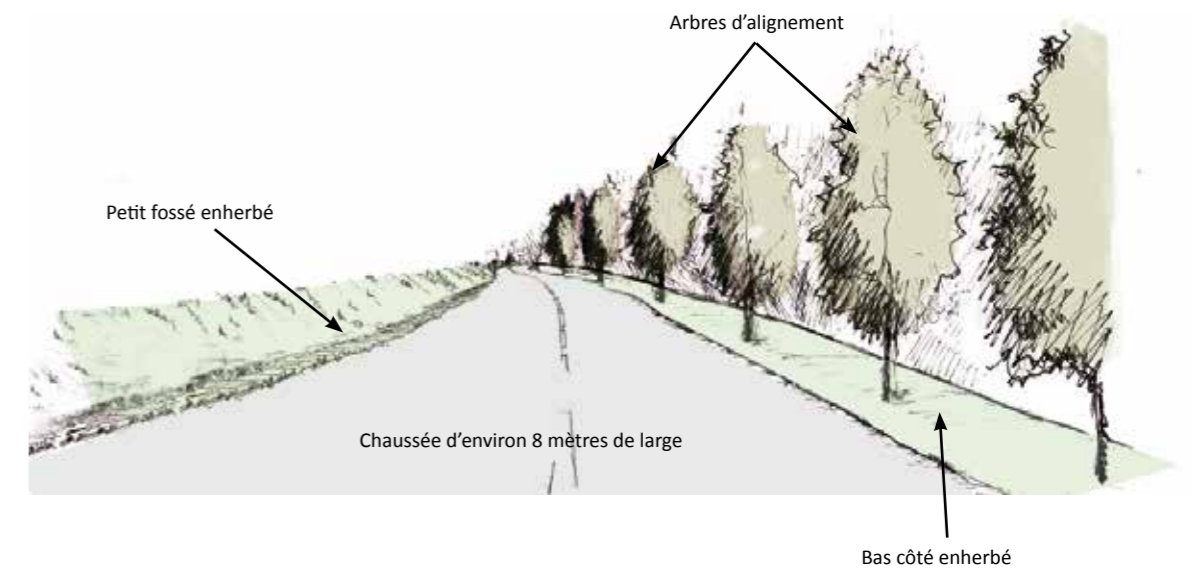 Arbres d'alignement
Petit fossé enherbé
Chaussée d'environ 8 mètres de large
Bas côté enherbé